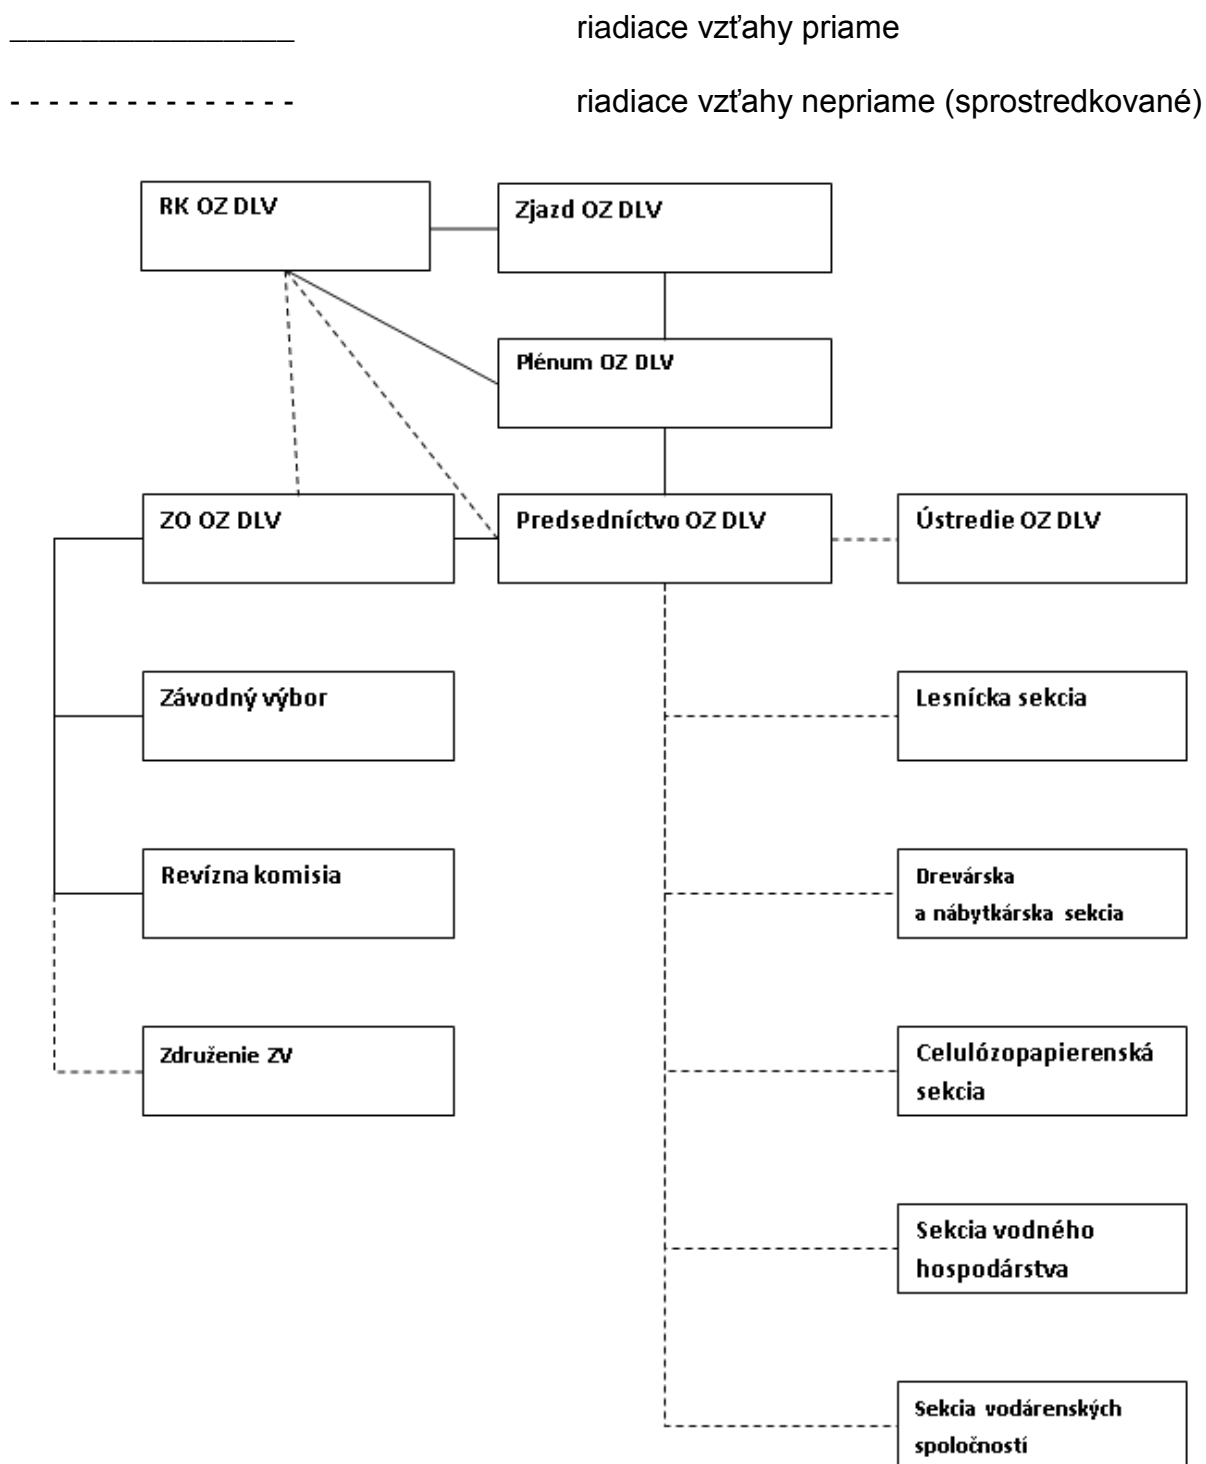 riadiace vzťahy priame
riadiace vzťahy nepriame (sprostredkované)
RK OZ DLV
Zjazd OZ DLV
Plénum OZ DLV
ZO OZ DLV
Predsedníctvo OZ DLV
Ústredie OZ DLV
Závodný výbor
Lesnícka sekcia
Revízna komisia
Drevárska
a nábytkárska sekcia
Združenie ZV
Celulózopapierenská
sekcia
Sekcia vodného
hospodárstva
Sekcia vodárenských
spoločností